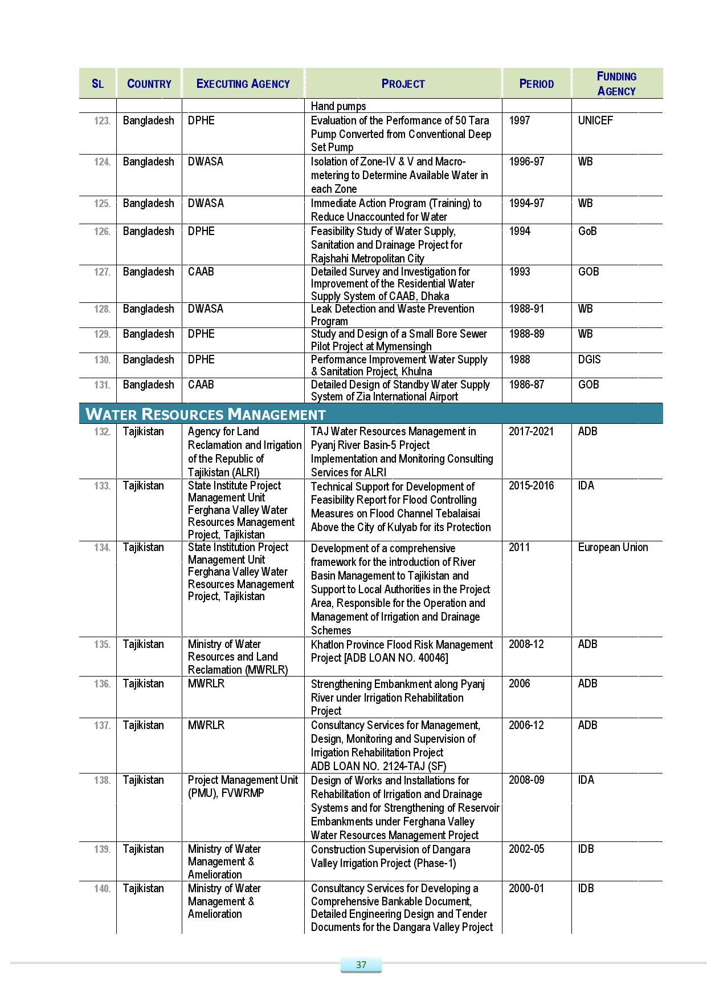 SL COUNTRY EXECUTING AGENCY PROJECT PERIOD FUNDING
AGENCY
Hand pumps
123. Bangladesh DPHE Evaluation of the Performance of 50 Tara 1997 UNICEF
Pump Converted from Conventional Deep
Set Pump
124. Bangladesh DWASA Isolation of Zone-IV & V and Macro- 1996-97 WB
metering to Determine Available Water in
each Zone
125. Bangladesh DWASA Immediate Action Program (Training) to 1994-97 WB
Reduce Unaccounted for Water
126. Bangladesh DPHE Feasibility Study of Water Supply, 1994 GoB
Sanitation and Drainage Project for
Rajshahi Metropolitan City
127. Bangladesh CAAB Detailed Survey and Investigation for 1993 GOB
Improvement of the Residential Water
Supply System of CAAB, Dhaka
128. Bangladesh DWASA Leak Detection and Waste Prevention 1988-91 WB
Program
129. Bangladesh DPHE Study and Design of a Small Bore Sewer 1988-89 WB
Pilot Project at Mymensingh
130. Bangladesh DPHE Performance Improvement Water Supply 1988 DGIS
& Sanitation Project, Khulna
131. Bangladesh CAAB Detailed Design of Standby Water Supply 1986-87 GOB
System of Zia International Airport
WATER RESOURCES MANAGEMENT
132. Tajikistan Agency for Land TAJ Water Resources Management in 2017-2021 ADB
Reclamation and Irrigation Pyanj River Basin-5 Project
of the Republic of Implementation and Monitoring Consulting
Tajikistan (ALRI) Services for ALRI
133. Tajikistan State Institute Project Technical Support for Development of 2015-2016 IDA
Management Unit Feasibility Report for Flood Controlling
Ferghana Valley Water Measures on Flood Channel Tebalaisai
Resources Management Above the City of Kulyab for its Protection
Project, Tajikistan
134. Tajikistan State Institution Project Development of a comprehensive 2011 European Union
Management Unit framework for the introduction of River
Ferghana Valley Water Basin Management to Tajikistan and
Resources Management Support to Local Authorities in the Project
Project, Tajikistan Area, Responsible for the Operation and
Management of Irrigation and Drainage
Schemes
135. Tajikistan Ministry of Water Khatlon Province Flood Risk Management 2008-12 ADB
Resources and Land Project [ADB LOAN NO. 40046]
Reclamation (MWRLR)
136. Tajikistan MWRLR Strengthening Embankment along Pyanj 2006 ADB
River under Irrigation Rehabilitation
Project
137. Tajikistan MWRLR Consultancy Services for Management, 2006-12 ADB
Design, Monitoring and Supervision of
Irrigation Rehabilitation Project
ADB LOAN NO. 2124-TAJ (SF)
138. Tajikistan Project Management Unit Design of Works and Installations for 2008-09 IDA
(PMU), FVWRMP Rehabilitation of Irrigation and Drainage
Systems and for Strengthening of Reservoir
Embankments under Ferghana Valley
Water Resources Management Project
139. Tajikistan Ministry of Water Construction Supervision of Dangara 2002-05 IDB
Management & Valley Irrigation Project (Phase-1)
Amelioration
140. Tajikistan Ministry of Water Consultancy Services for Developing a 2000-01 IDB
Management & Comprehensive Bankable Document,
Amelioration Detailed Engineering Design and Tender
Documents for the Dangara Valley Project
37